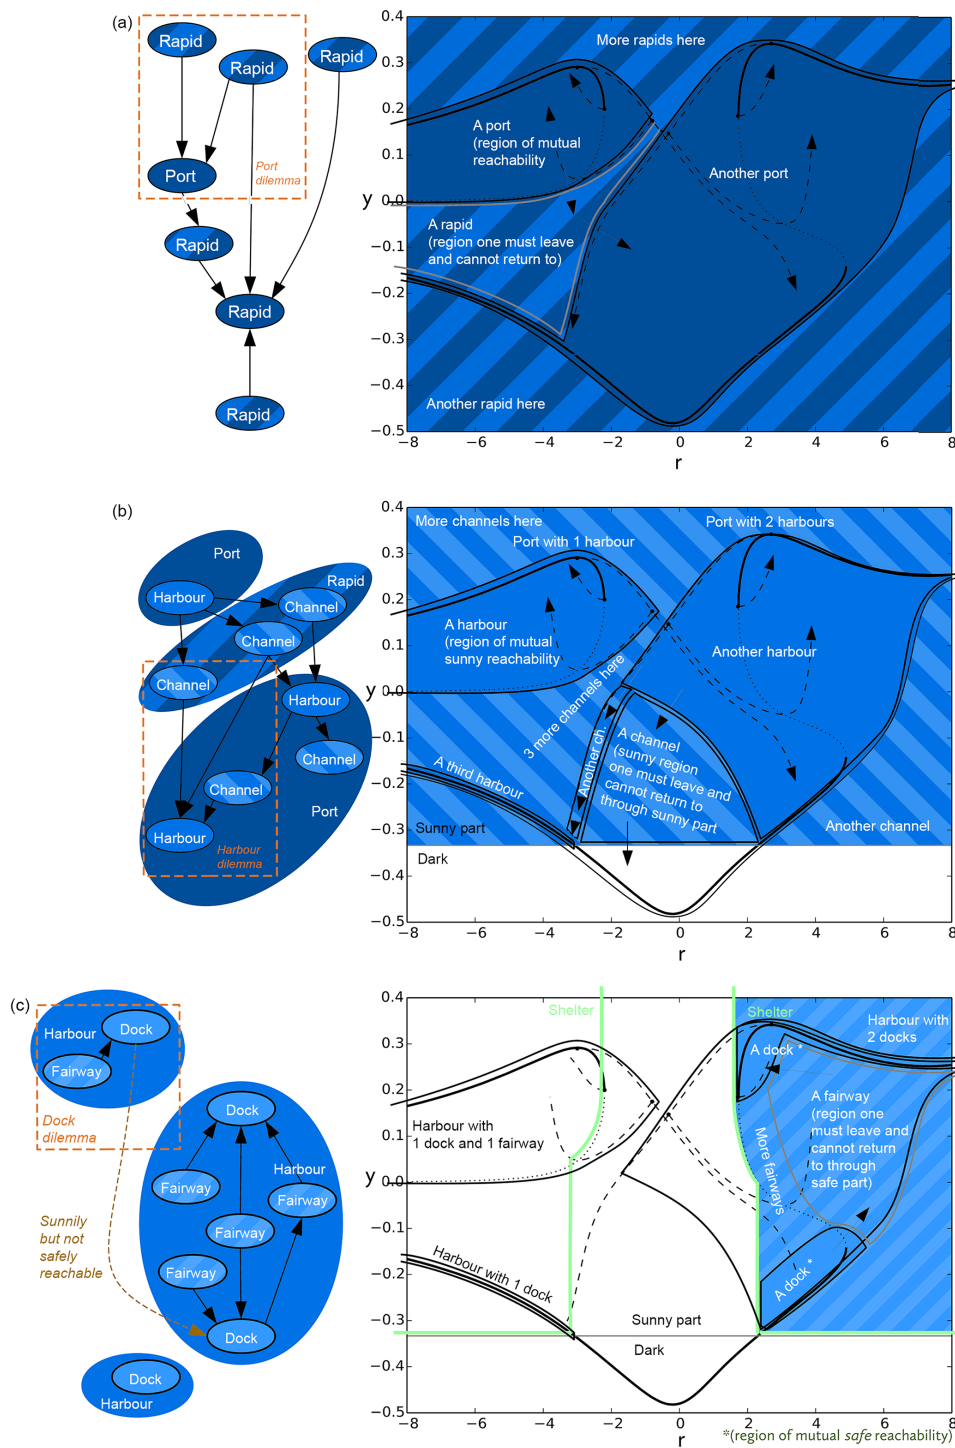 (a)
Rapid
Rapid
Rapid
Port
Port
dilemma
Rapid
Rapid
Rapid
0.4
0.3
0.2
0.1
0.0
−0.1
−0.2
−0.3
−0.4
−0.5
y
More rapids here
A port
(region of mutual
reachability
Another port
A rapid
(region one must leave
and cannot return to)
Another rapid here
−8
−6
−4
−2
0
2
4
6
8
r
(b)
Port
Harbour
Rapid
Channel
Channel
Channel
Harbour
Channel
Channel
Port
Harbour
Harbour
dilemma
0.4
0.3
0.2
0.1
0.0
−0.1
−0.2
−0.3
−0.4
−0.5
y
More channels here
Port with 2 harbours
Port with 1 harbour
A harbour
(region of mutual
sunny reachability
Another harbour
3 more channels here
Another ch.
A channel
(sunny region
one must leave and
cannot return to
through sunny part
A third harbour
Sunny part
Another channel
Dark
−8
−6
−4
−2
0
2
4
6
8
r
(c)
Harbour
Dock
Fairway
Dock
dilemma
Dock
Harbour
Fairway
Fairway
Fairway
Fairway
Dock
Sunnily
but not
safely
reachable
Dock
Harbour
0.4
0.3
0.2
0.1
0.0
−0.1
−0.2
−0.3
−0.4
−0.5
y
Shelter
Shelter
Harbour with
2 docks
A dock *
Harbour with
1 dock and 1 fairway
A fairway
(region one
must leave and
cannot return
to through
safe part)
More fairways
A dock *
Harbour with 1 dock
Sunny part
Dark
−8
−6
−4
−2
0
2
4
6
8
r
*(region of mutual safe reachability)